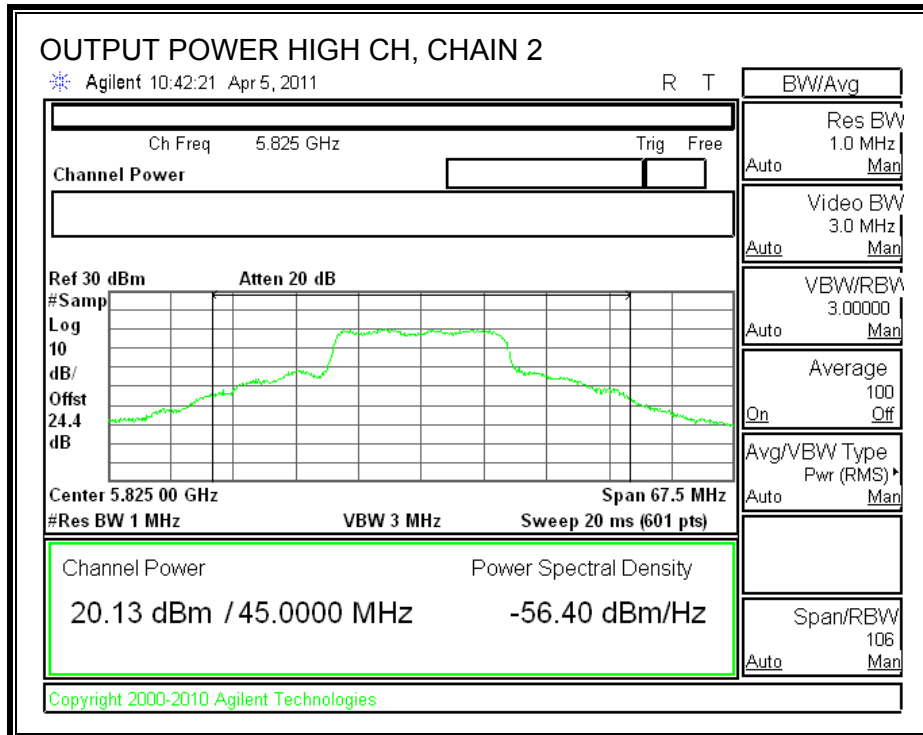 OUTPUT POWER HIGH CH, CHAIN 2
Agilent 10:42:21 Apr 5, 2011 R T
Ch Freq 5.825 GHz Trig Free
Channel Power
Ref 30 dBm Atten 20 dB
#Samp
Log
10
dB/
Offst
24.4
dB
Center 5.825 00 GHz Span 67.5 MHz
#Res BW 1 MHz VBW 3 MHz Sweep 20 ms (601 pts)
Channel Power Power Spectral Density
20.13 dBm / 45.0000 MHz -56.40 dBm/Hz
Copyright 2000-2010 Agilent Technologies
BW/Avg
Res BW
1.0 MHz
Auto Man
Video BW
3.0 MHz
Auto Man
VBW/RBW
3.00000
Auto Man
Average
100
On Off
Avg/VBW Type
Pwr (RMS)
Auto Man
Span/RBW
106
Auto Man